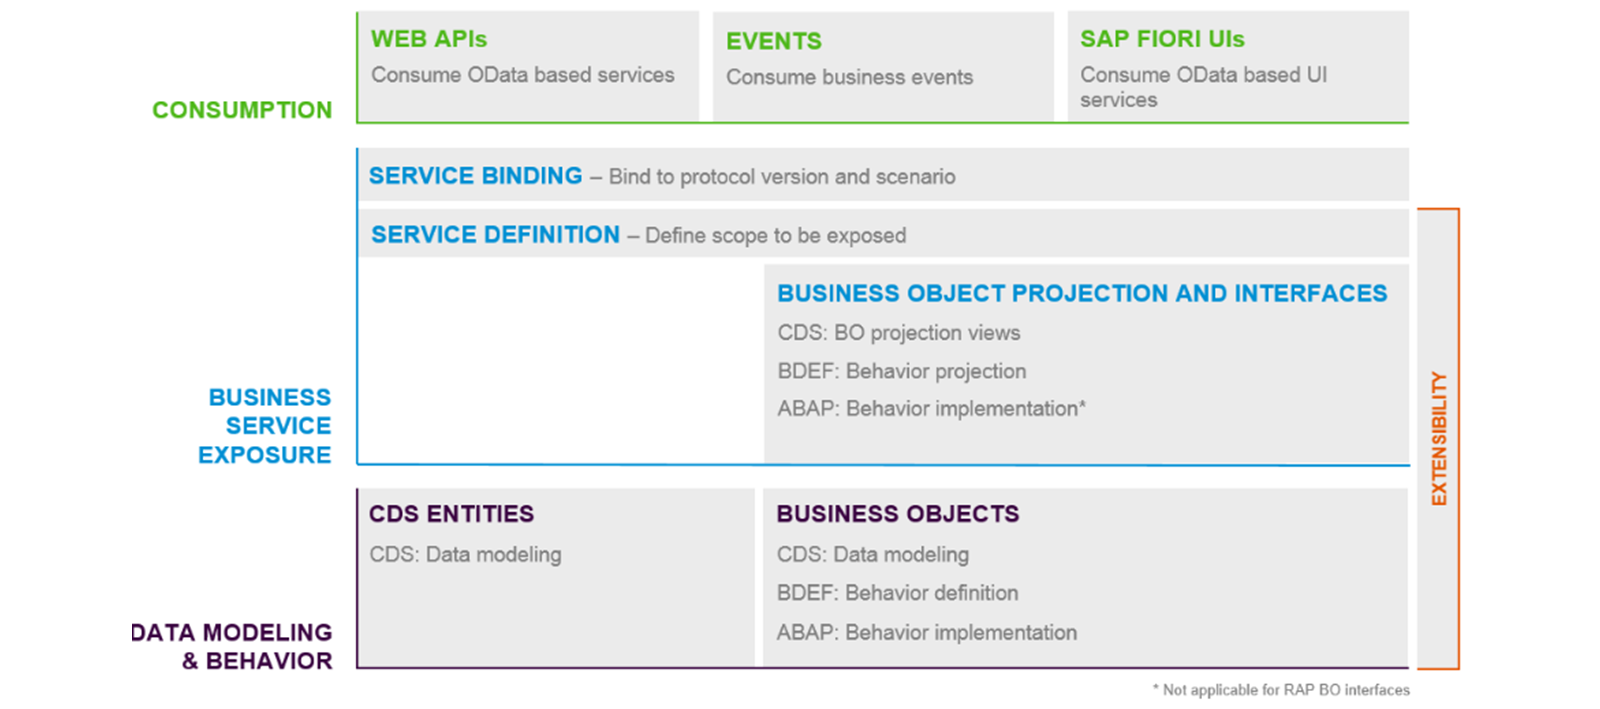 WEB APIs
Consume OData based services
EVENTS
Consume business events
SAP FIORI UIs
Consume OData based UI
services
CONSUMPTION
SERVICE BINDING – Bind to protocol version and scenario
SERVICE DEFINITION – Define scope to be exposed
BUSINESS OBJECT PROJECTION AND INTERFACES
CDS: BO projection views
BDEF: Behavior projection
ABAP: Behavior implementation*
BUSINESS
SERVICE
EXPOSURE
EXTENSIBILITY
CDS ENTITIES
CDS: Data modeling
BUSINESS OBJECTS
CDS: Data modeling
BDEF: Behavior definition
ABAP: Behavior implementation
DATA MODELING
& BEHAVIOR
* Not applicable for RAP BO interfaces